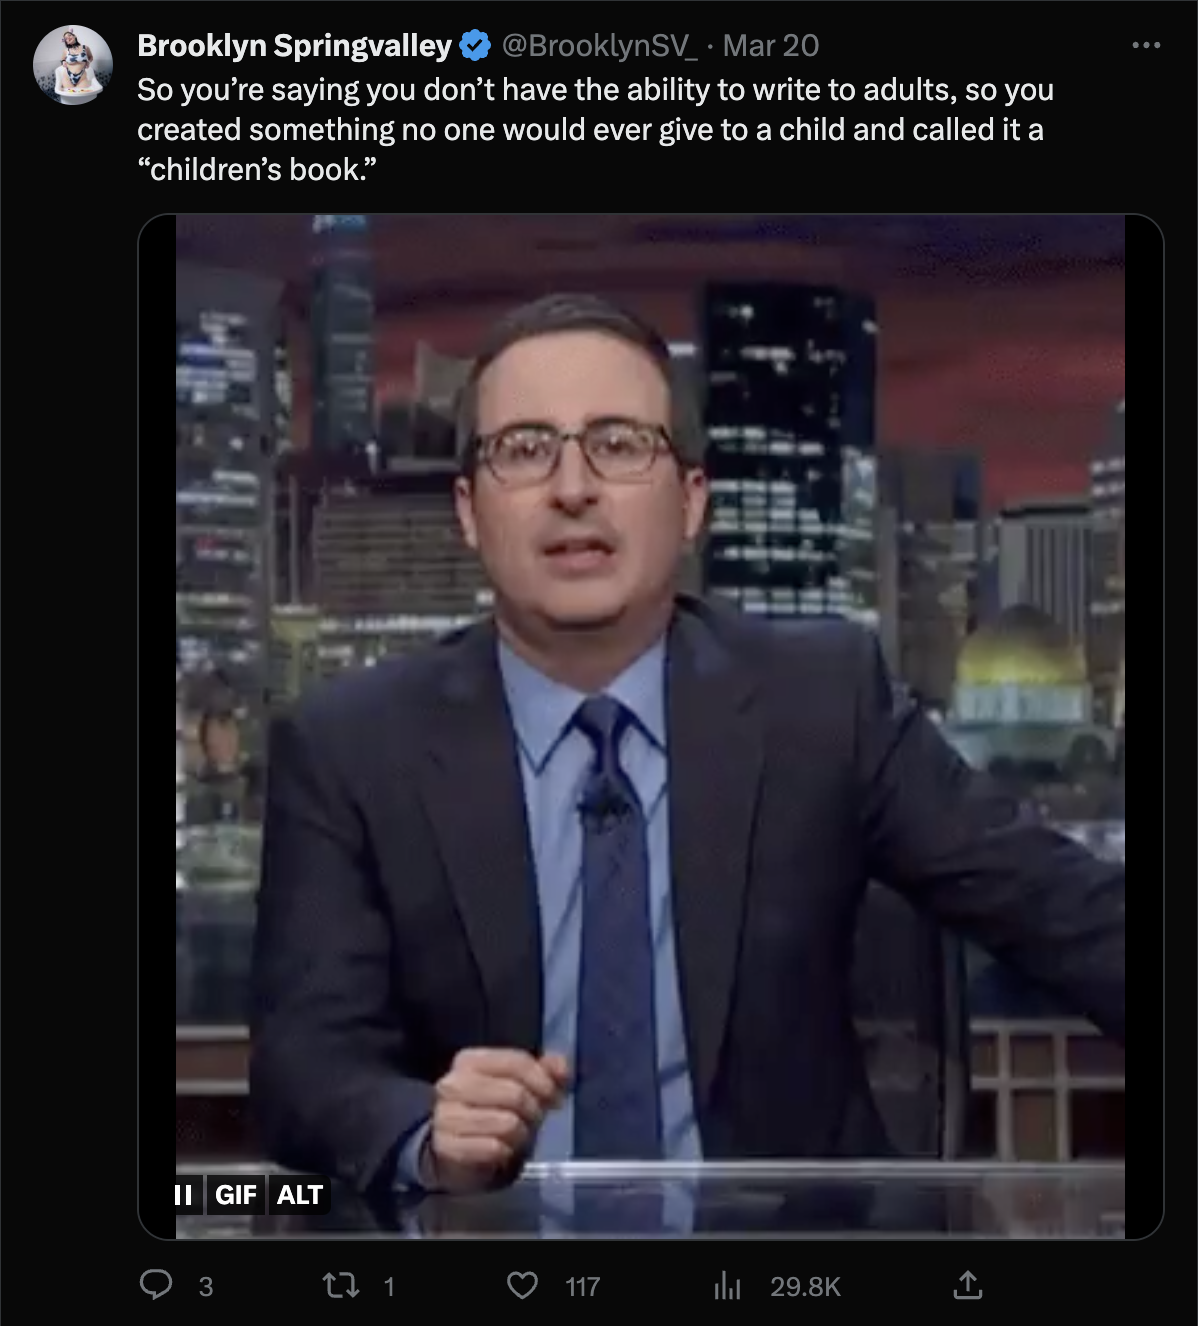 Brooklyn Springvalley @BrooklynSV_ · Mar 20
So you’re saying you don’t have the ability to write to adults, so you
created something no one would ever give to a child and called it a
“children’s book.”
GIF ALT
3 1 117 29.8K